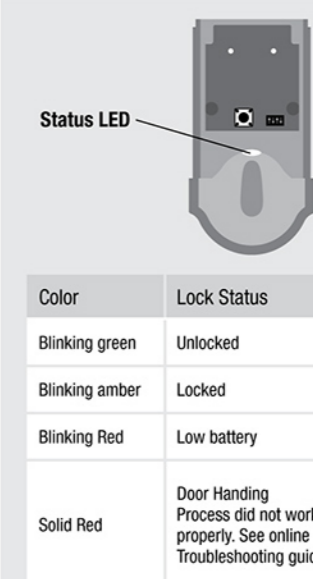 Status LED
Color Lock Status
Blinking green Unlocked
Blinking amber Locked
Blinking Red Low battery
Solid Red
Door Handing
Process did not work
properly. See online
Troubleshooting